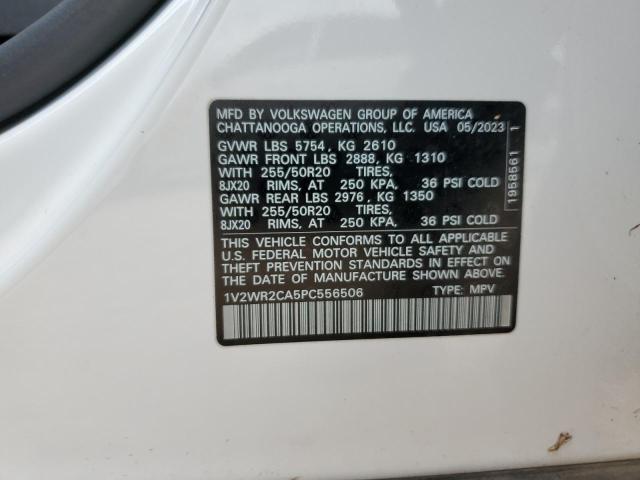 MFD BY VOLKSWAGEN GROUP OF AMERICA
CHATTANOOGA OPERATIONS, LLC. USA 05/2023
GVWR LBS 5754, KG 2610
GAWR FRONT LBS 2888, KG 1310
WITH 255/50R20 TIRES,
8JX20 RIMS, AT 250 KPA, 36 PSI COLD
GAWR REAR LBS 2976, KG 1350
WITH 255/50R20 TIRES,
8JX20 RIMS, AT 250 KPA, 36 PSI COLD
THIS VEHICLE CONFORMS TO ALL APPLICABLE
U.S. FEDERAL MOTOR VEHICLE SAFETY AND
THEFT PREVENTION STANDARDS IN EFFECT ON
THE DATE OF MANUFACTURE SHOWN ABOVE.
1V2WR2CA5PC556506 TYPE: MPV
1958561 1